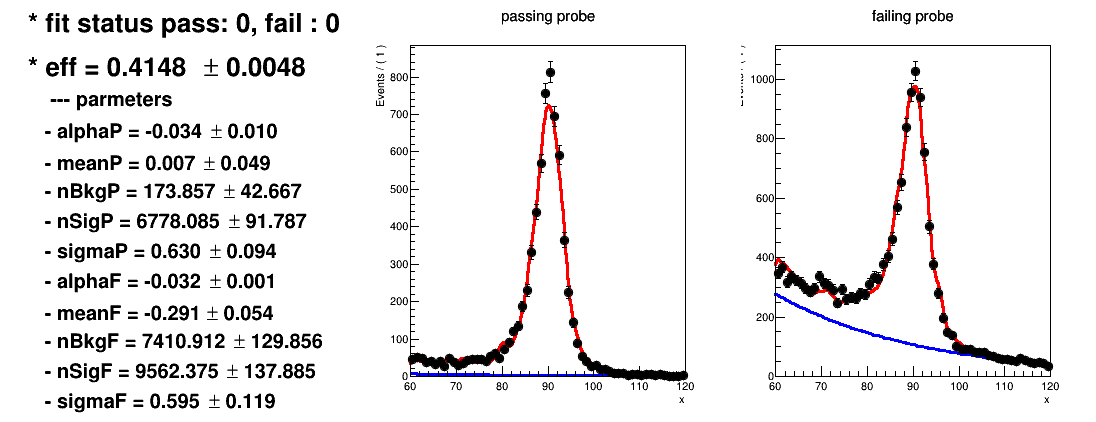 * fit status pass: 0, fail : 0
* eff = 0.4148 ± 0.0048
--- parmeters
- alphaP = -0.034 ± 0.010
- meanP = 0.007 ± 0.049
- nBkgP = 173.857 ± 42.667
- nSigP = 6778.085 ± 91.787
- sigmaP = 0.630 ± 0.094
- alphaF = -0.032 ± 0.001
- meanF = -0.291 ± 0.054
- nBkgF = 7410.912 ± 129.856
- nSigF = 9562.375 ± 137.885
- sigmaF = 0.595 ± 0.119
passing probe
Events / ( 1 )
800
700
600
500
400
300
200
100
0
60 70 80 90 100 110 120
x
failing probe
1000
800
600
400
200
0
60 70 80 90 100 110 120
x